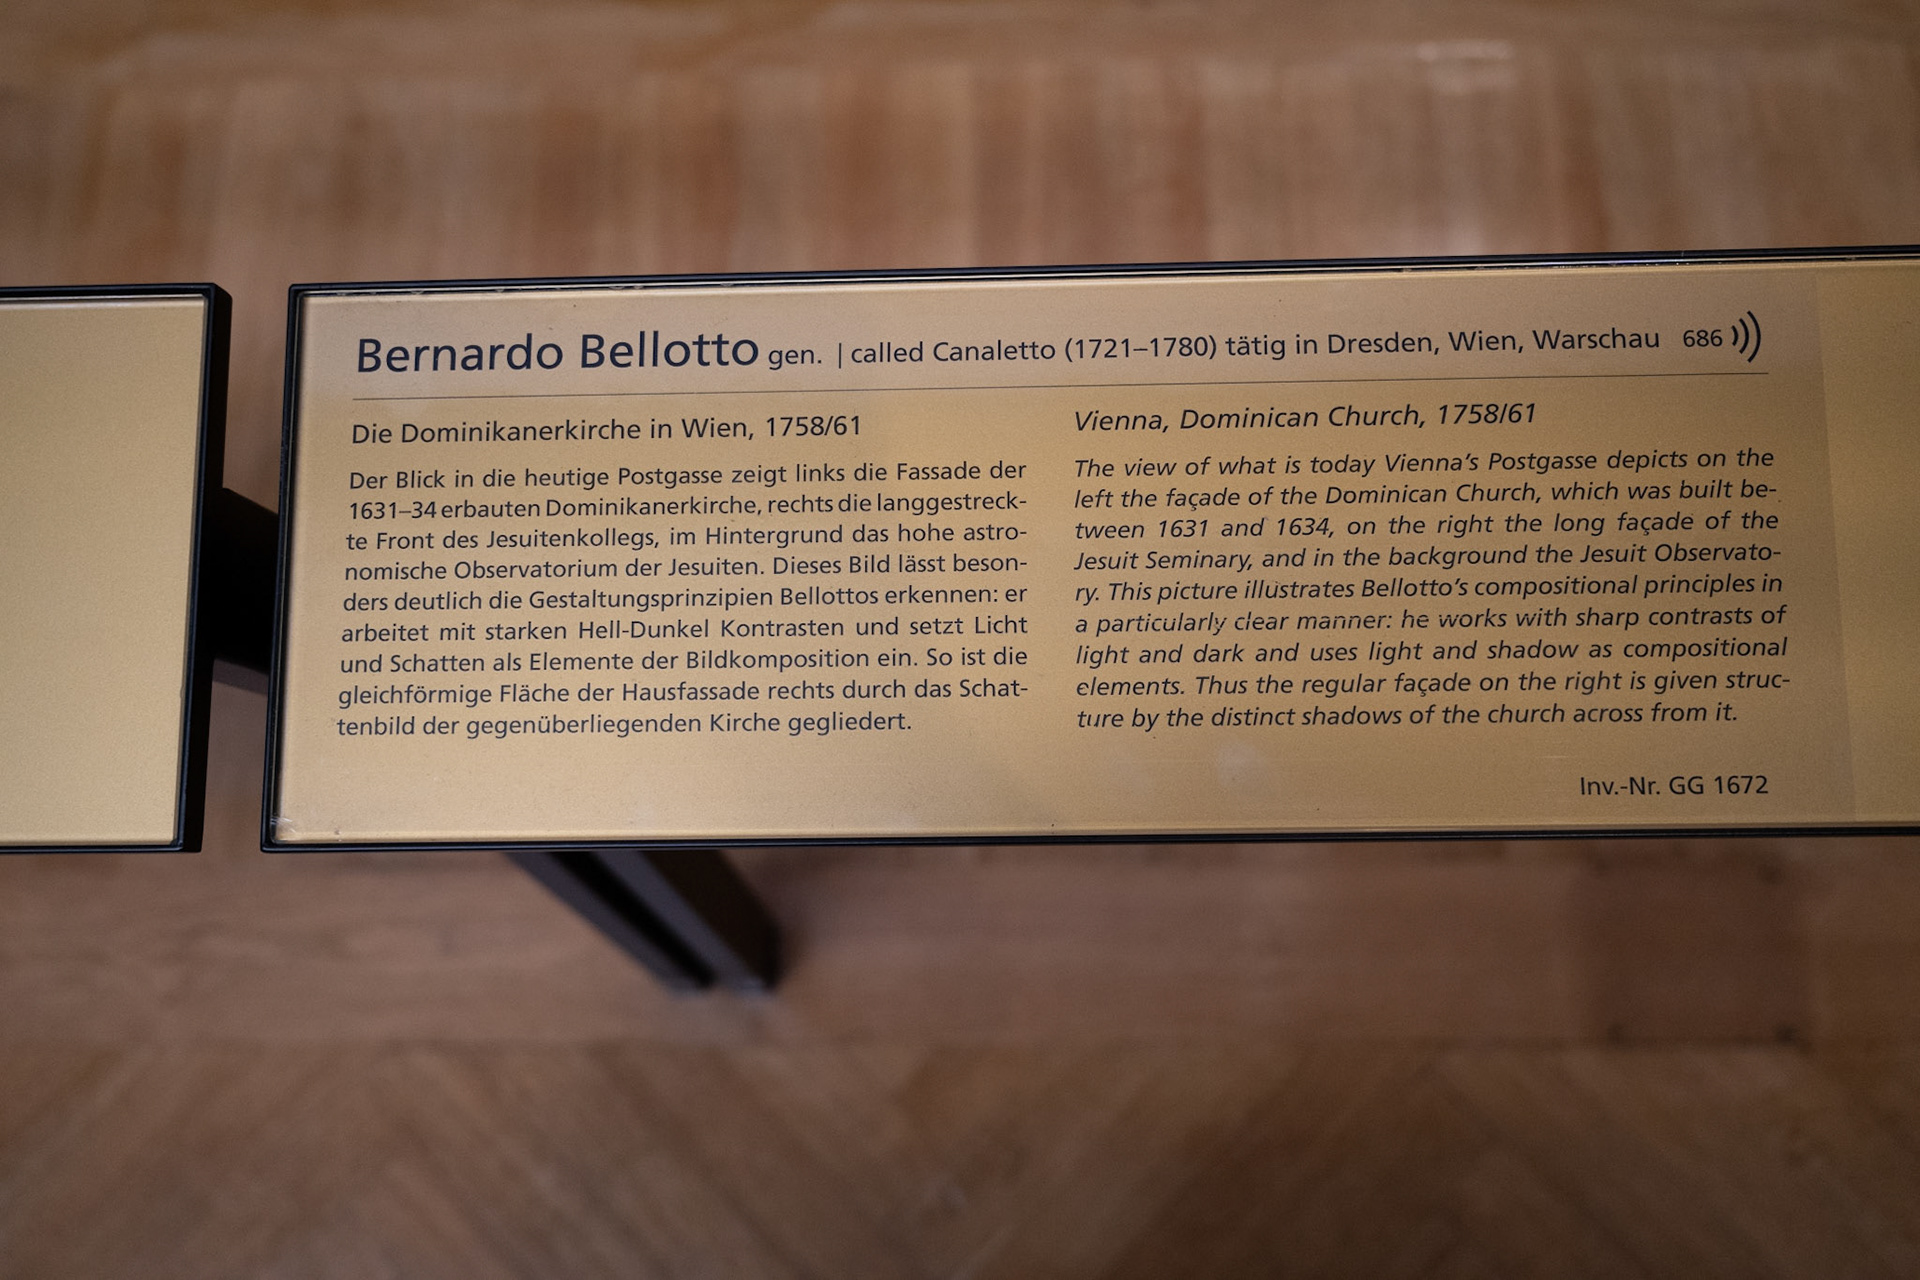 Bernardo Bellotto gen. | called Canaletto (1721–1780) tätig in Dresden, Wien, Warschau 686
Die Dominikanerkirche in Wien, 1758/61
Der Blick in die heutige Postgasse zeigt links die Fassade der
1631–34 erbauten Dominikanerkirche, rechts die langgestreck-
te Front des Jesuitenkollegs, im Hintergrund das hohe astro-
nomische Observatorium der Jesuiten. Dieses Bild lässt beson-
ders deutlich die Gestaltungsprinzipien Bellottos erkennen: er
arbeitet mit starken Hell-Dunkel Kontrasten und setzt Licht
und Schatten als Elemente der Bildkomposition ein. So ist die
gleichförmige Fläche der Hausfassade rechts durch das Schat-
tenbild der gegenüberliegenden Kirche gegliedert.
Vienna, Dominican Church, 1758/61
The view of what is today Vienna's Postgasse depicts on the
left the façade of the Dominican Church, which was built be-
tween 1631 and 1634, on the right the long façade of the
Jesuit Seminary, and in the background the Jesuit Observato-
ry. This picture illustrates Bellotto's compositional principles in
a particularly clear manner: he works with sharp contrasts of
light and dark and uses light and shadow as compositional
elements. Thus the regular façade on the right is given struc-
ture by the distinct shadows of the church across from it.
Inv.-Nr. GG 1672